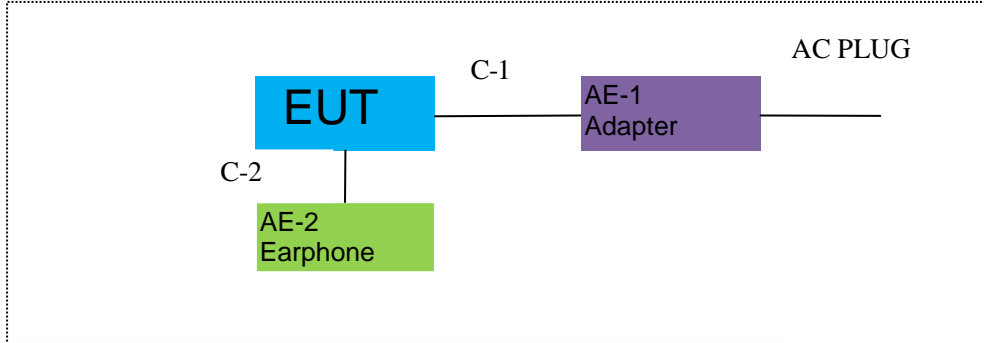 AC PLUG
C-1
EUT
AE-1
Adapter
C-2
AE-2
Earphone